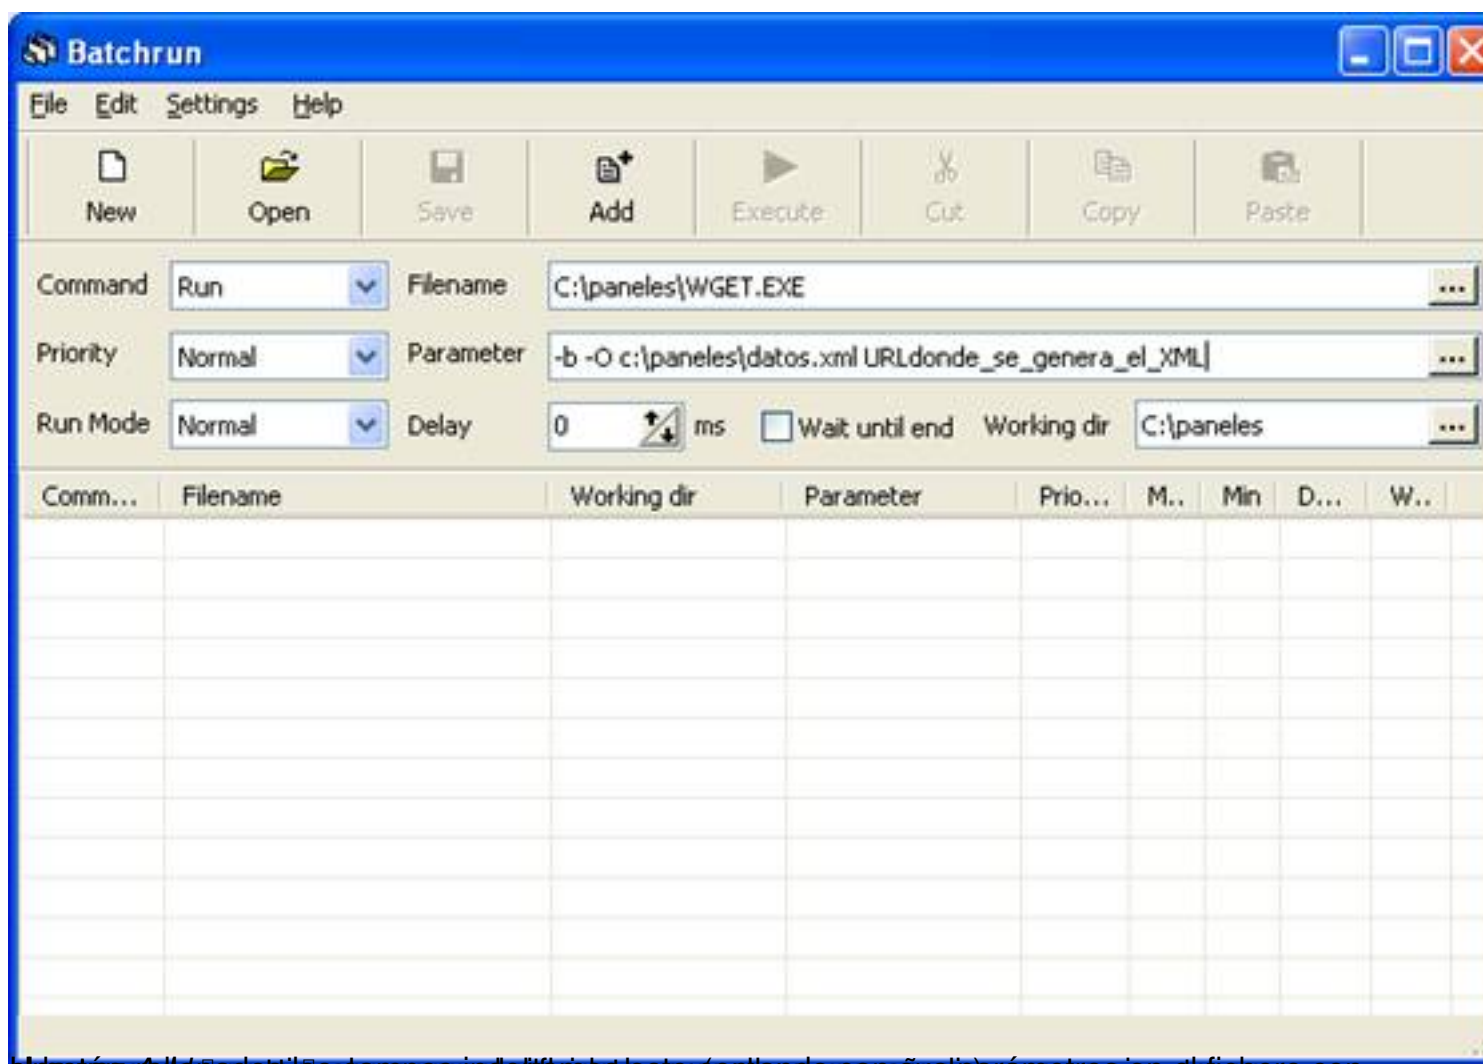 Batchrun
File Edit Settings Help
New Open Save Add Execute Cut Copy Paste
Command Run Filename C:\paneles\WGET.EXE ...
Priority Normal Parameter -b -O c:\paneles\datos.xml URLdonde_se_genera_el_XML ...
Run Mode Normal Delay 0 ms Wait until end Working dir C:\paneles ...
Comm... Filename Working dir Parameter Prio... M.. Min D... W..